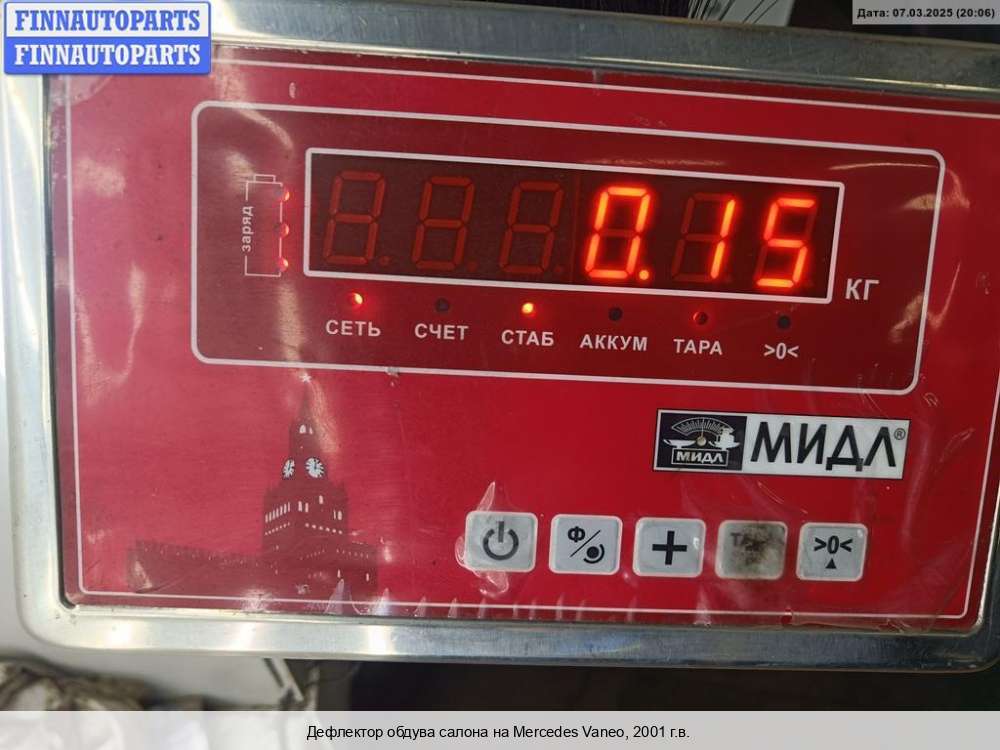 FINNAUTOPARTS
FINNAUTOPARTS
Дата: 07.03.2025 (20:06)
заряд
0.15
КГ
СЕТЬ СЧЕТ СТАБ АККУМ ТАРА >0<
МИДЛ МИДЛ®
Ф + >0<
Дефлектор обдува салона на Mercedes Vaneo, 2001 г.в.